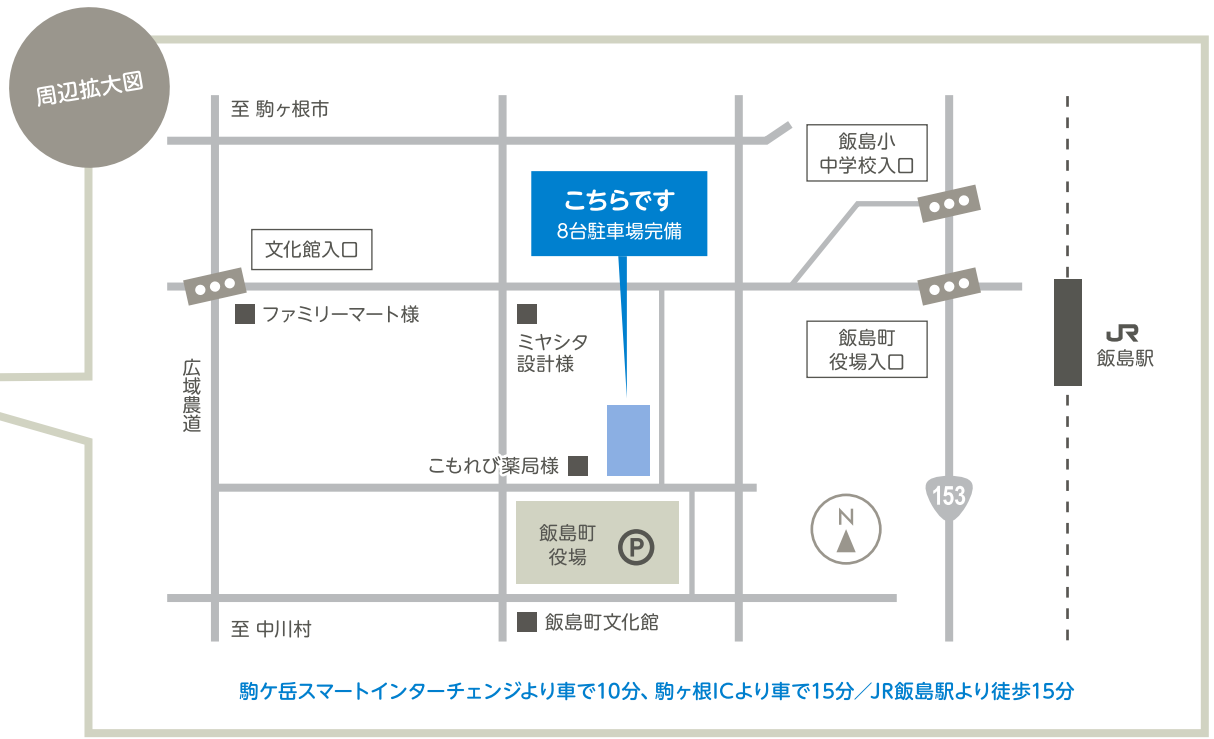 周辺拡大図
至 駒ヶ根市
飯島小
中学校入口
こちらです
8台駐車場完備
文化館入口
ファミリーマート様
ミヤシタ
設計様
飯島町
役場入口
JR
飯島駅
広域農道
こもれび薬局様
153
N
飯島町
役場
P
飯島町文化館
至 中川村
駒ケ岳スマートインターチェンジより車で10分、駒ヶ根ICより車で15分／JR飯島駅より徒歩15分